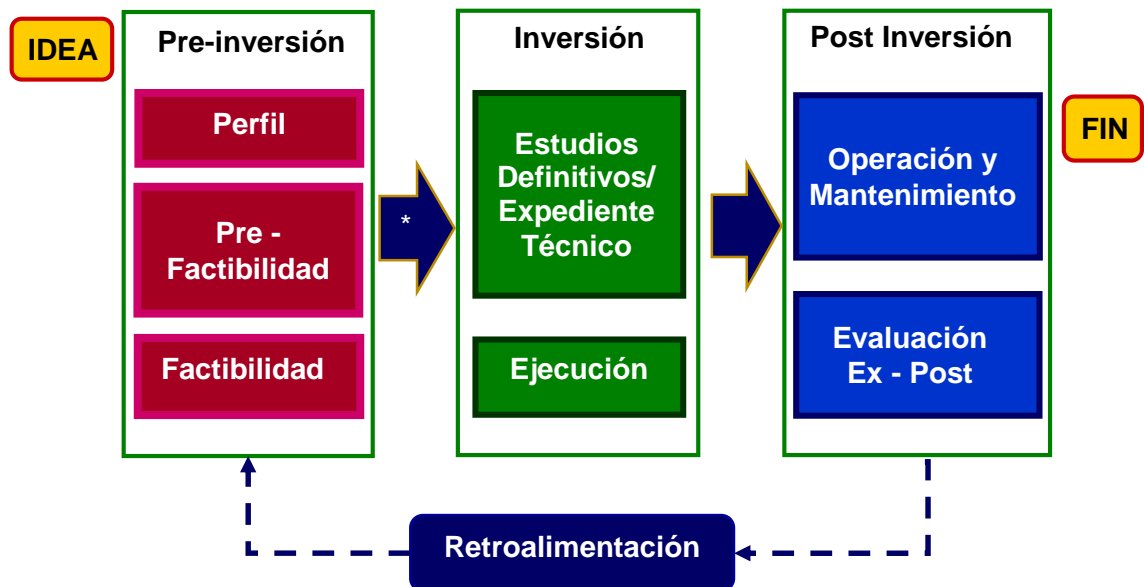 IDEA
Pre-inversión
Perfil
Pre -
Factibilidad
Factibilidad
*
Inversión
Estudios
Definitivos/
Expediente
Técnico
Ejecución
Post Inversión
Operación y
Mantenimiento
Evaluación
Ex - Post
FIN
Retroalimentación